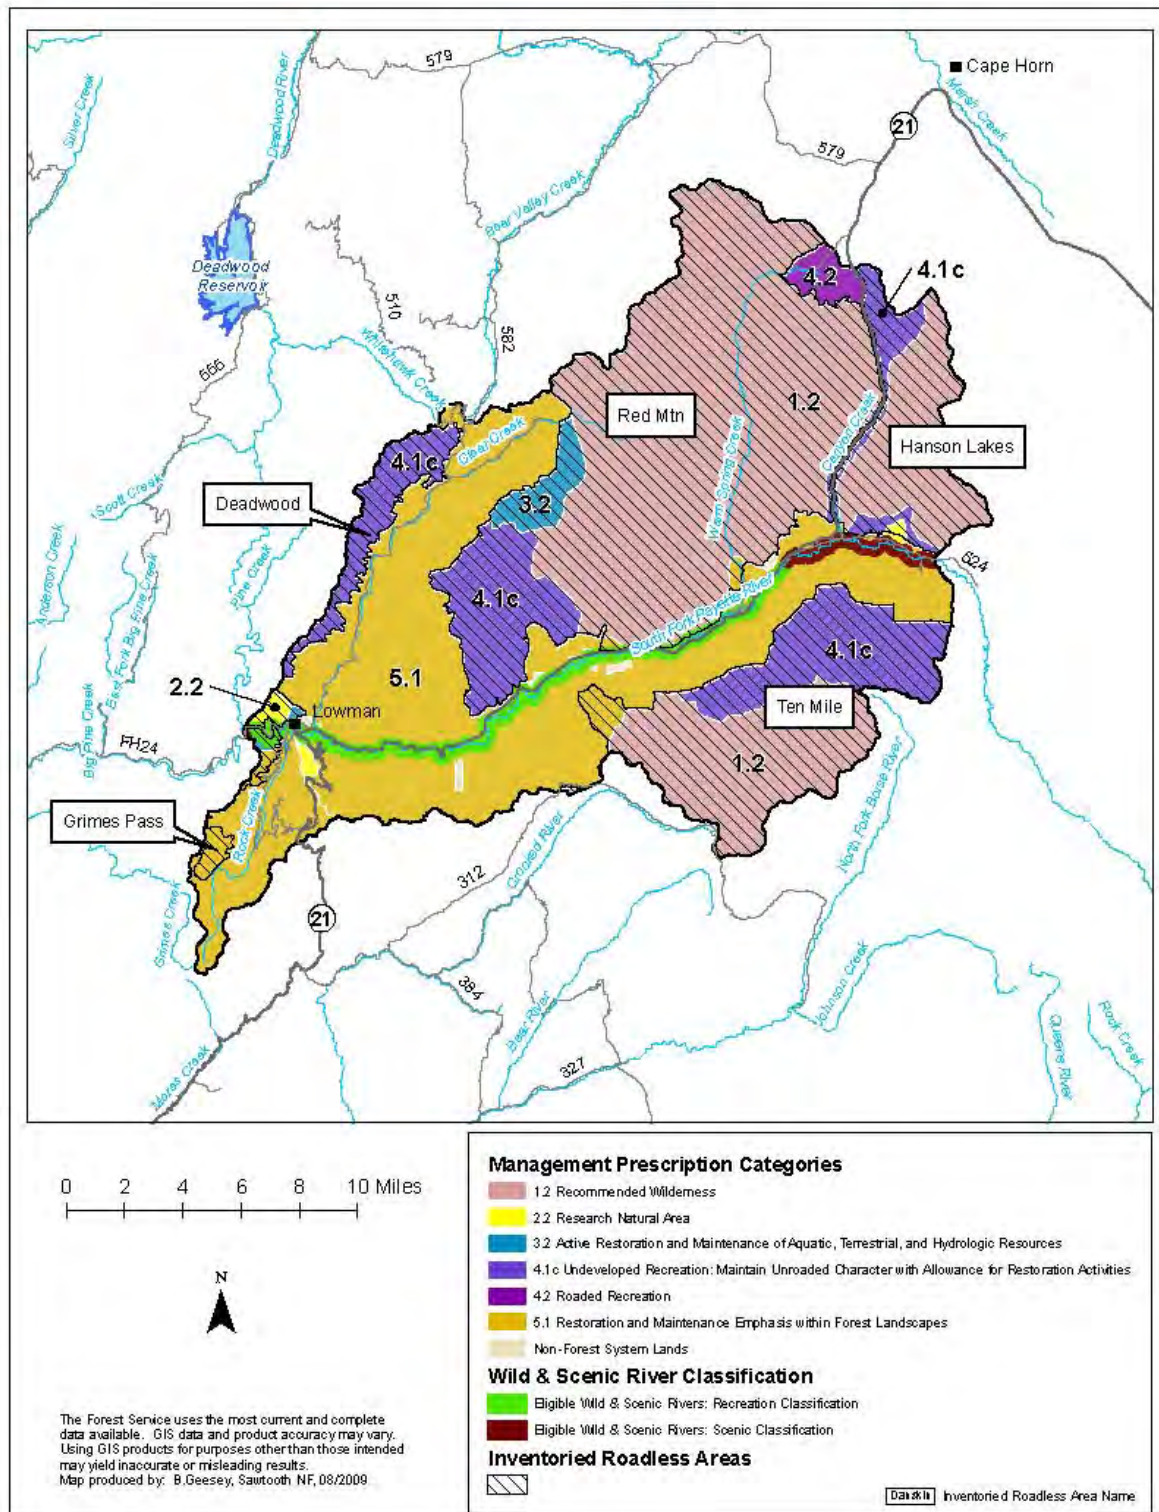 579
Cape Horn
Silver Creek
Deadwood River
21
Marsh Creek
579
Bear Valley Creek
Deadwood
Reservoir
4.2
4.1c
510
582
Whitehawk Creek
555
Red Mtn
1.2
Canyon Creek
Hanson Lakes
4.1c
Clear Creek
Warm Spring Creek
Deadwood
Scott Creek
3.2
Anderson Creek
Pine Creek
East Fork Big Pine Creek
524
4.1c
South Fork Payette River
4.1c
2.2
5.1
Lowman
Ten Mile
Big Pine Creek
FH24
1.2
Grimes Pass
Rock Creek
North Fork Boise River
312
Crooked River
Grimes Creek
21
384
Bear River
Johnson Creek
Queens River
Rock Creek
Mores Creek
327
0 2 4 6 8 10 Miles
N
The Forest Service uses the most current and complete
data available. GIS data and product accuracy may vary.
Using GIS products for purposes other than those intended
may yield inaccurate or misleading results.
Map produced by: B.Geesey, Sawtooth NF, 08/2009
Management Prescription Categories
1.2 Recommended Wilderness
2.2 Research Natural Area
3.2 Active Restoration and Maintenance of Aquatic, Terrestrial, and Hydrologic Resources
4.1c Undeveloped Recreation: Maintain Unroaded Character with Allowance for Restoration Activities
4.2 Roaded Recreation
5.1 Restoration and Maintenance Emphasis within Forest Landscapes
Non-Forest System Lands
Wild & Scenic River Classification
Eligible Wild & Scenic Rivers: Recreation Classification
Eligible Wild & Scenic Rivers: Scenic Classification
Inventoried Roadless Areas
Danskin Inventoried Roadless Area Name